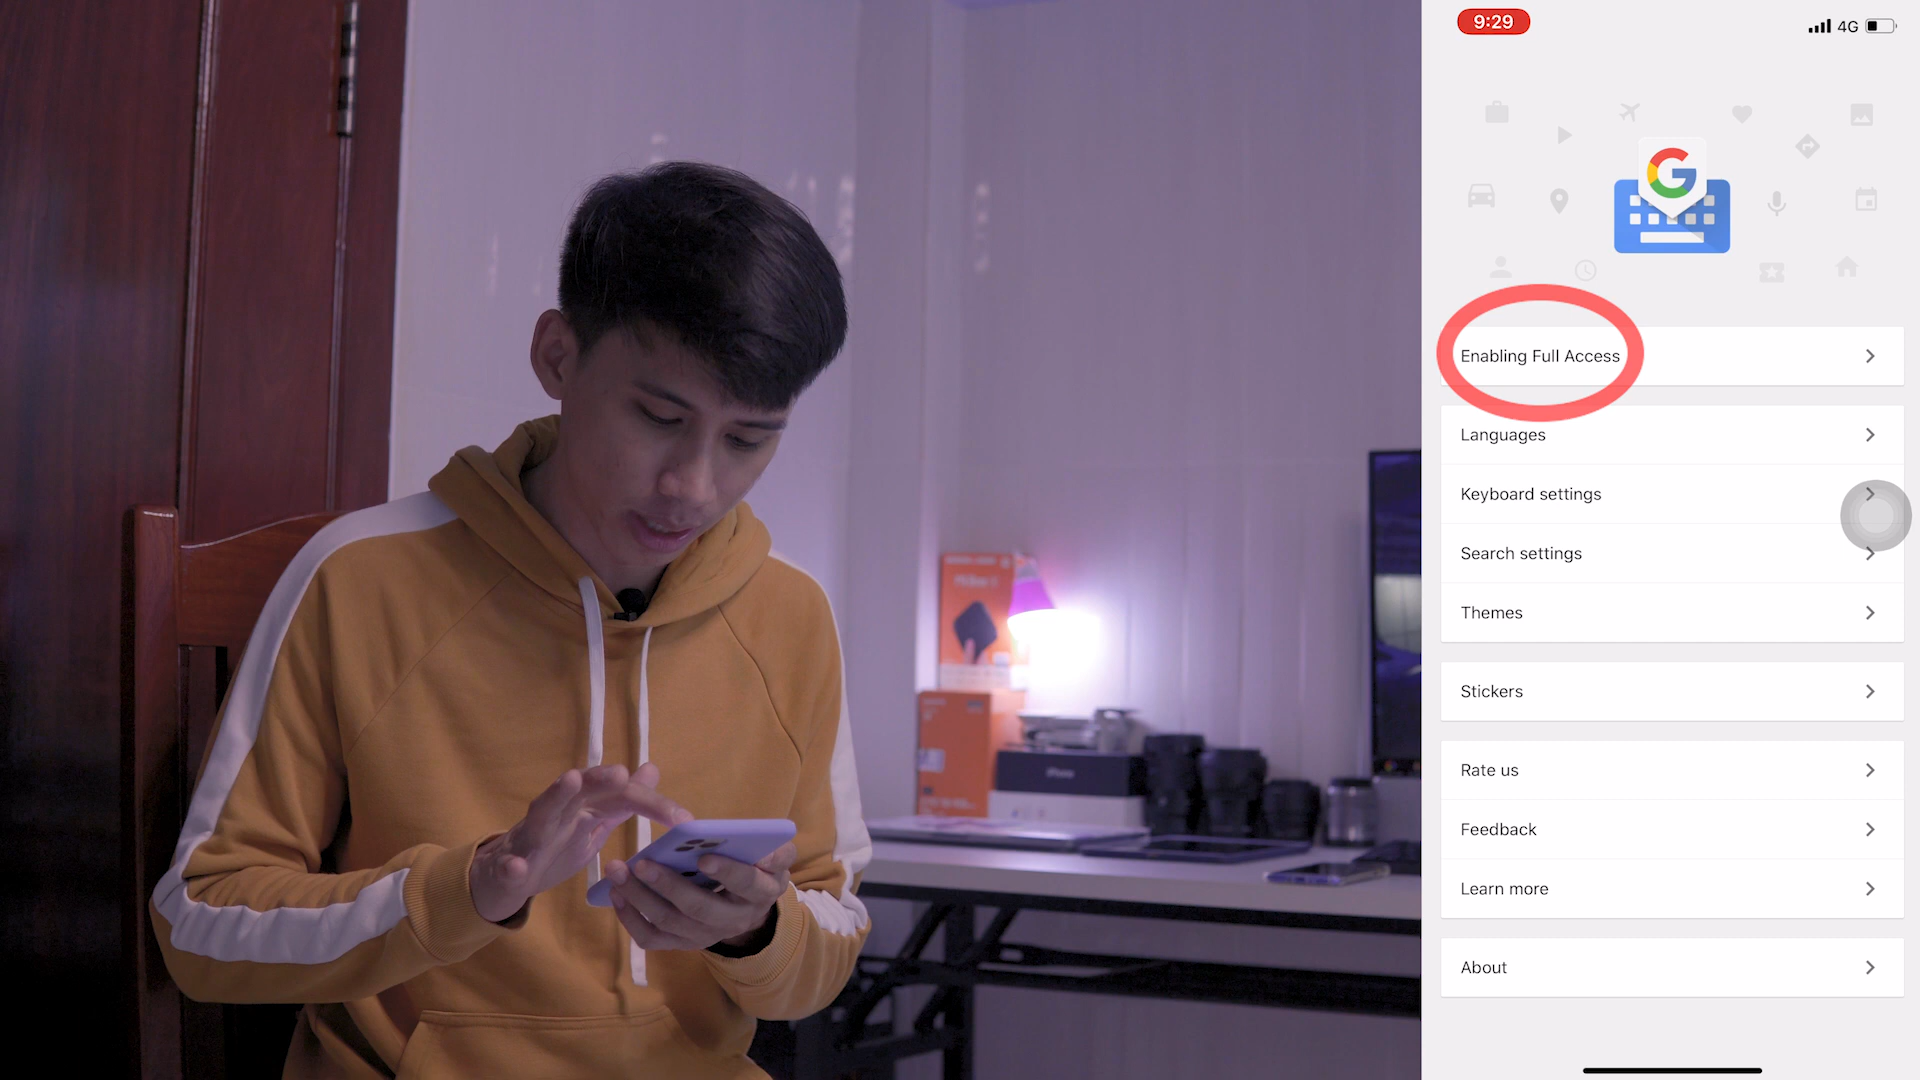 9:29
4G
G
Enabling Full Access
Languages
Keyboard settings
Search settings
Themes
Stickers
Rate us
Feedback
Learn more
About
iPhone